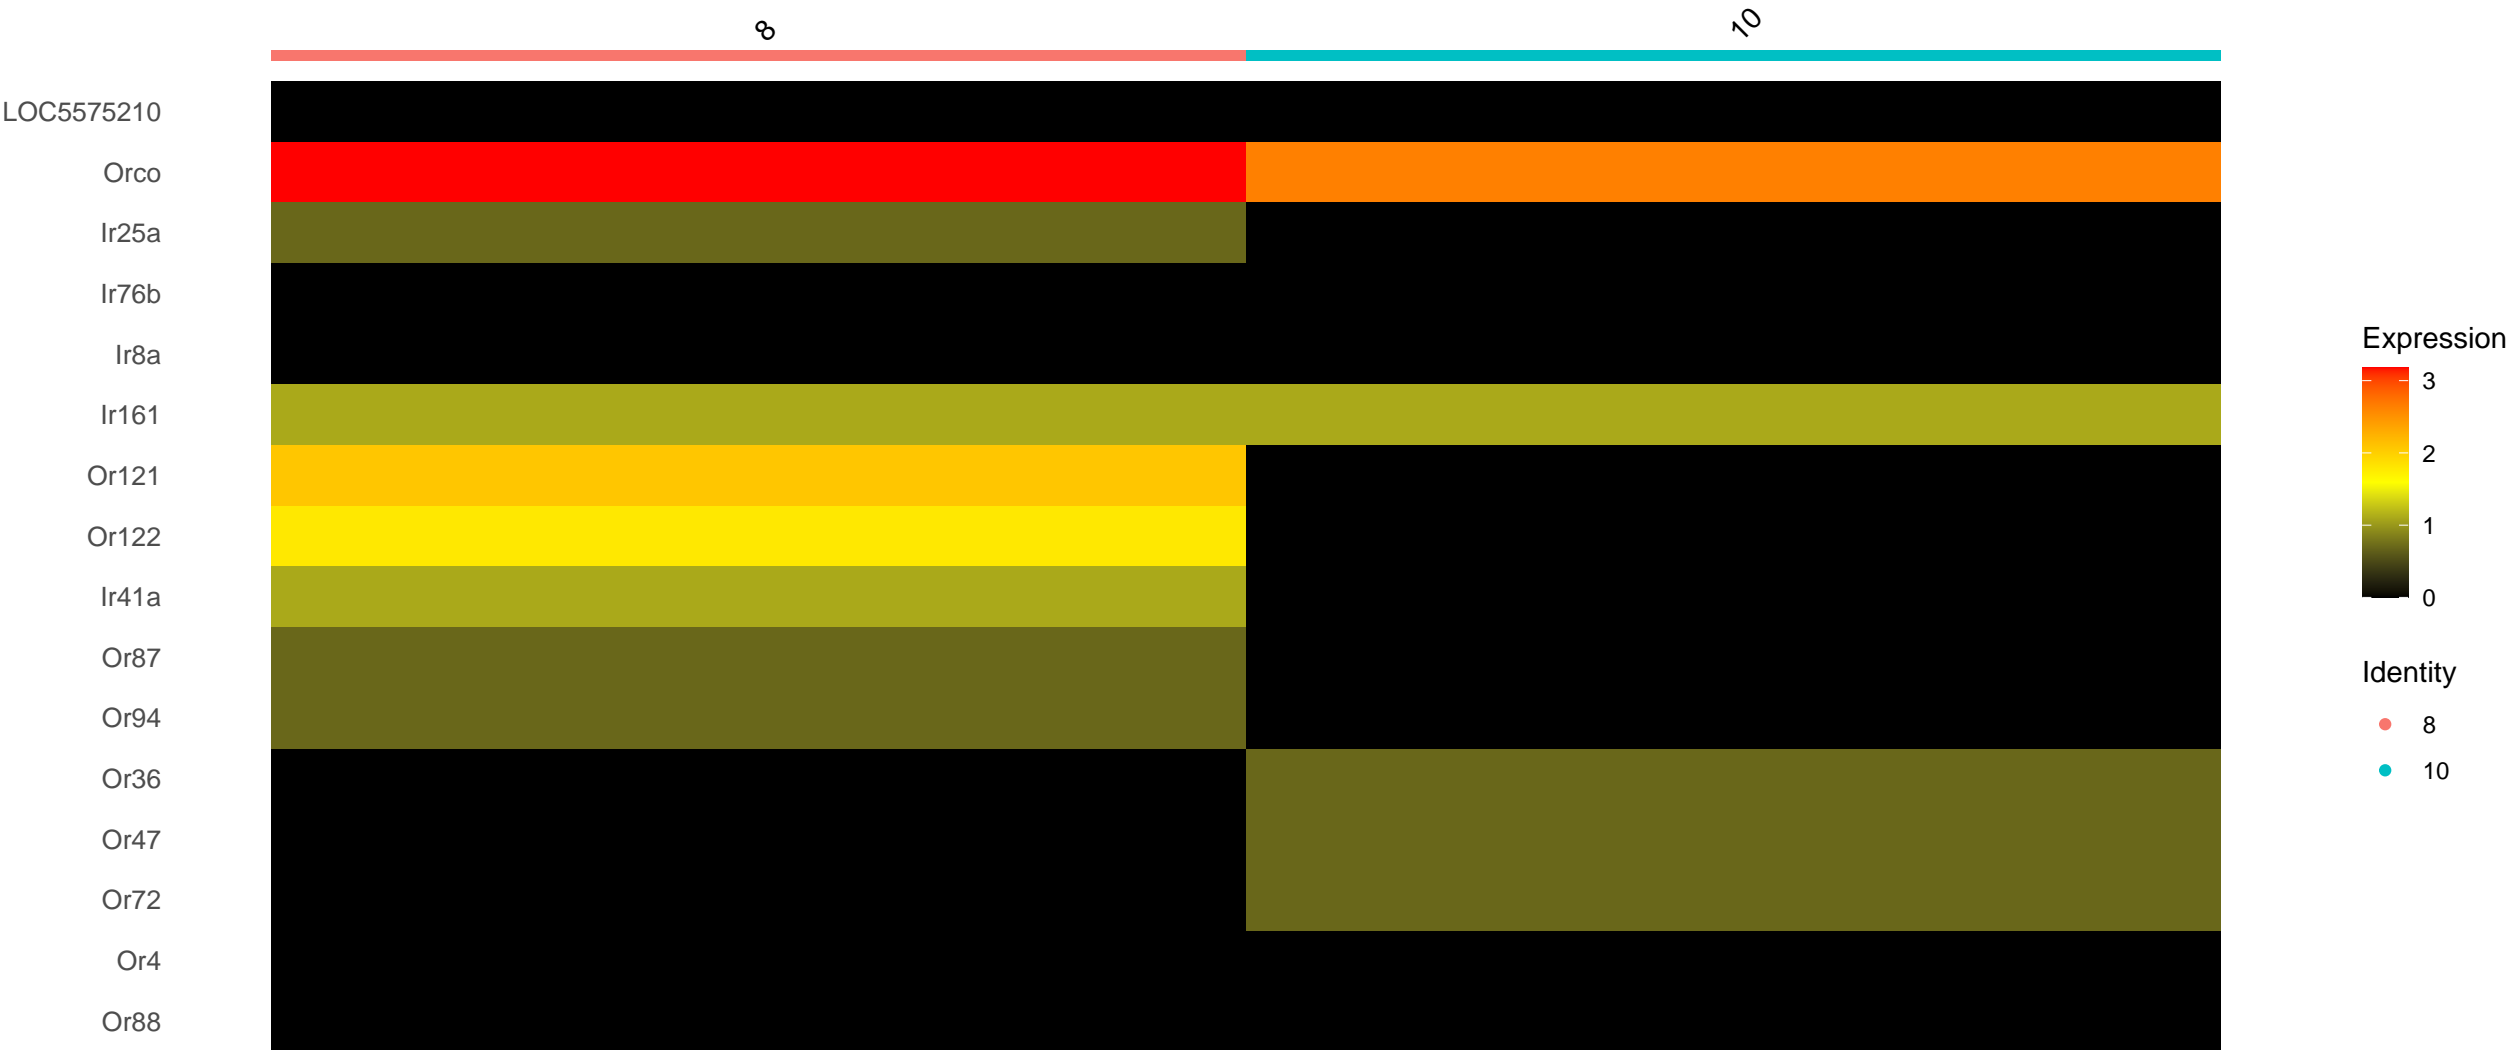 8
10
LOC5575210
Orco
Ir25a
Ir76b
Ir8a
Ir161
Or121
Or122
Ir41a
Or87
Or94
Or36
Or47
Or72
Or4
Or88
Expression
3
2
1
0
Identity
8
10